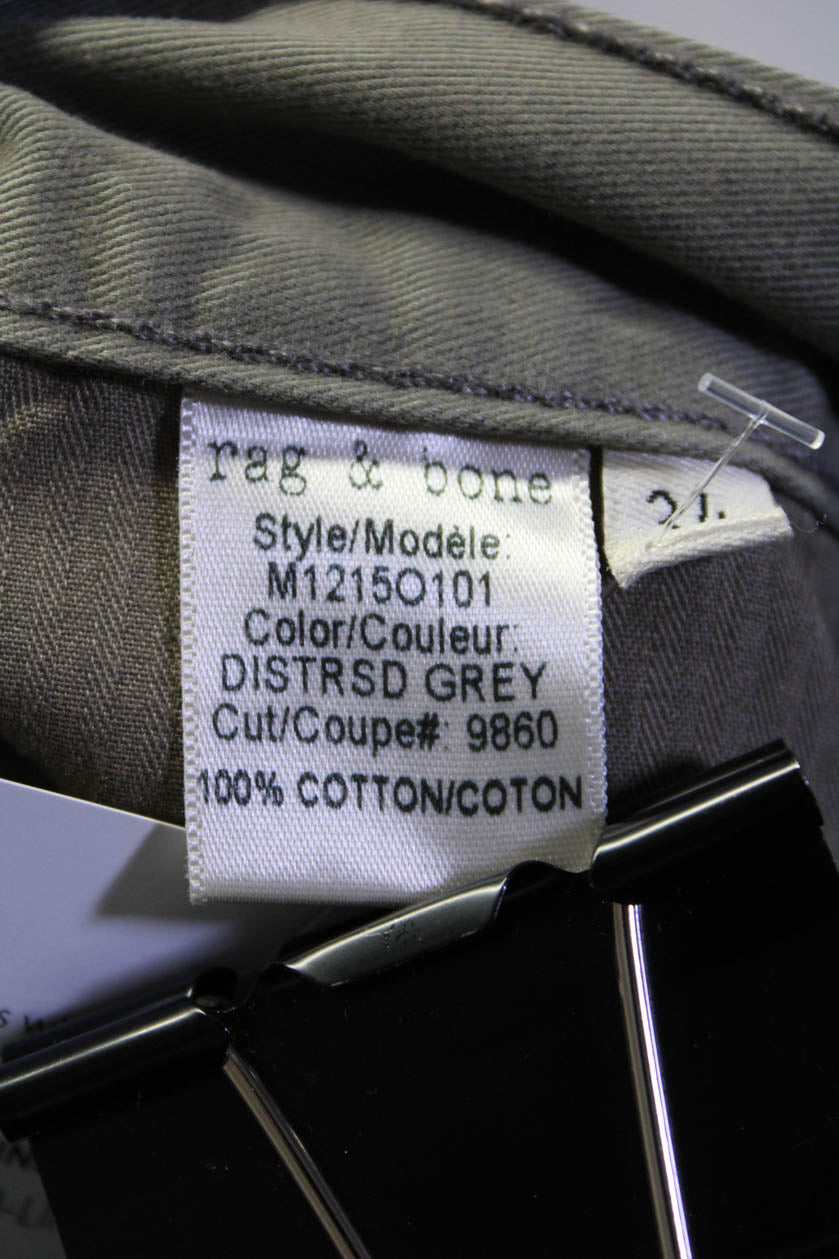 rag & bone
Style/Modèle:
M1215O101
Color/Couleur:
DISTRSD GREY
Cut/Coupe#: 9860
100% COTTON/COTON